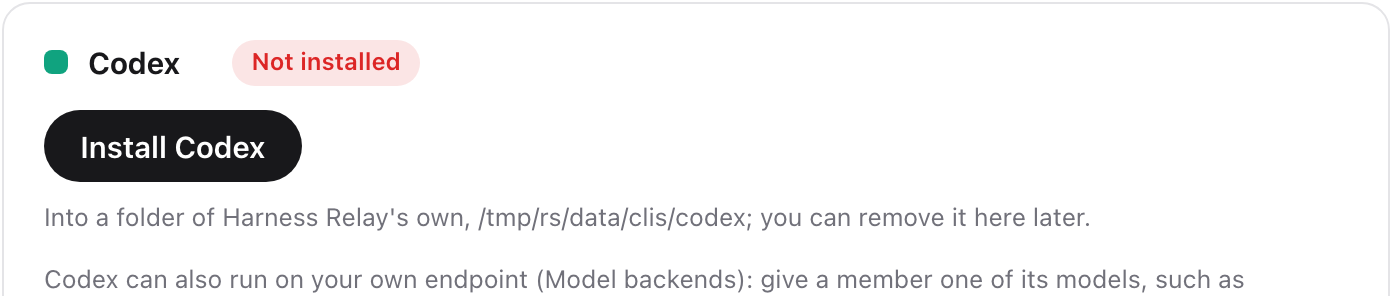 Codex
Not installed
Install Codex
Into a folder of Harness Relay's own, /tmp/rs/data/clis/codex; you can remove it here later.
Codex can also run on your own endpoint (Model backends): give a member one of its models, such as